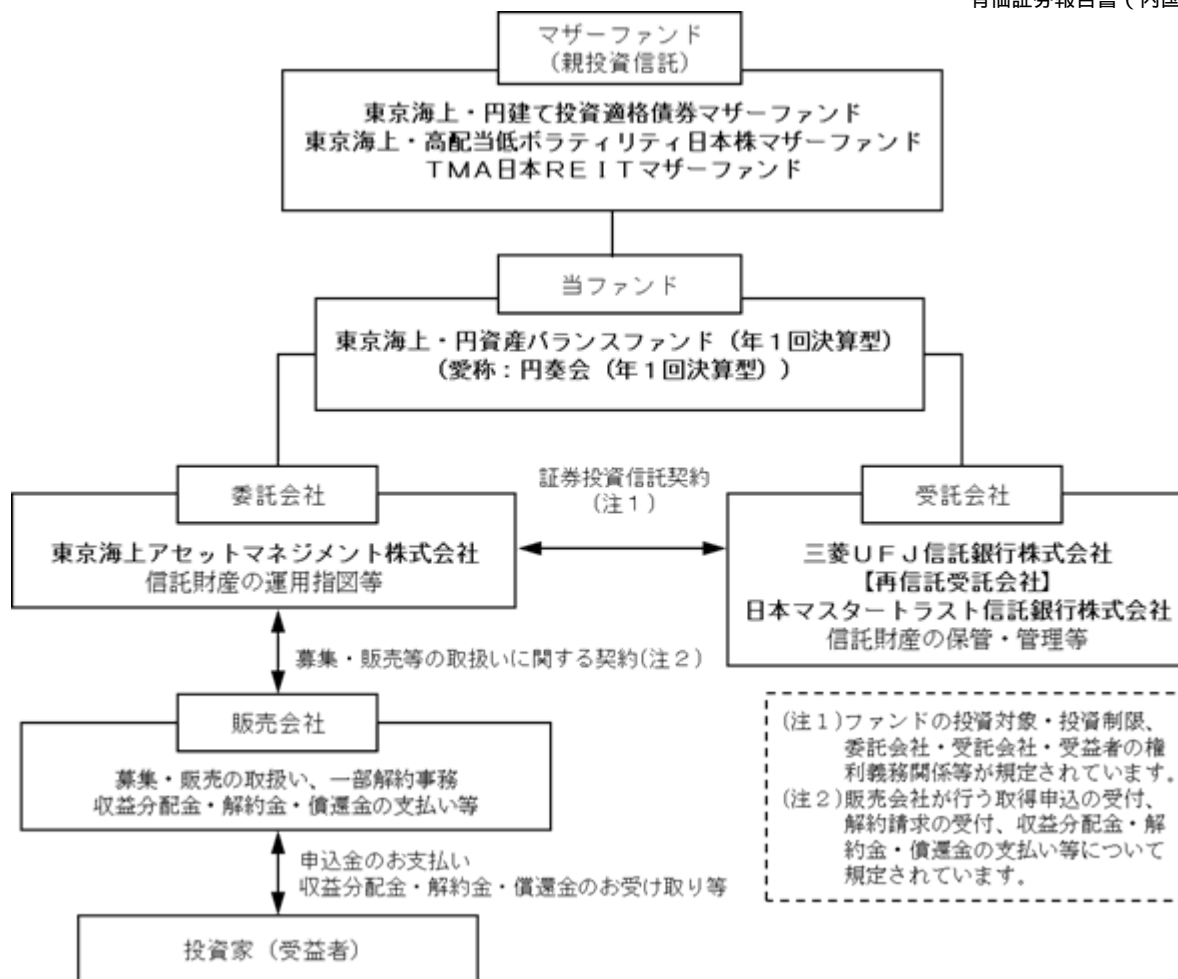 有価証券報告書（内国
マザーファンド
（親投資信託）
東京海上・円建て投資適格債券マザーファンド
東京海上・高配当低ボラティリティ日本株マザーファンド
ＴＭＡ日本ＲＥＩＴマザーファンド
当ファンド
東京海上・円資産バランスファンド（年１回決算型）
（愛称：円奏会（年１回決算型））
委託会社
東京海上アセットマネジメント株式会社
信託財産の運用指図等
証券投資信託契約
（注１）
受託会社
三菱ＵＦＪ信託銀行株式会社
【再信託受託会社】
日本マスタートラスト信託銀行株式会社
信託財産の保管・管理等
募集・販売等の取扱いに関する契約(注２)
販売会社
募集・販売の取扱い、一部解約事務
収益分配金・解約金・償還金の支払い等
申込金のお支払い
収益分配金・解約金・償還金のお受け取り等
投資家（受益者）
(注１)ファンドの投資対象・投資制限、
委託会社・受託会社・受益者の権
利義務関係等が規定されています。
(注２)販売会社が行う取得申込の受付、
解約請求の受付、収益分配金・解
約金・償還金の支払い等について
規定されています。